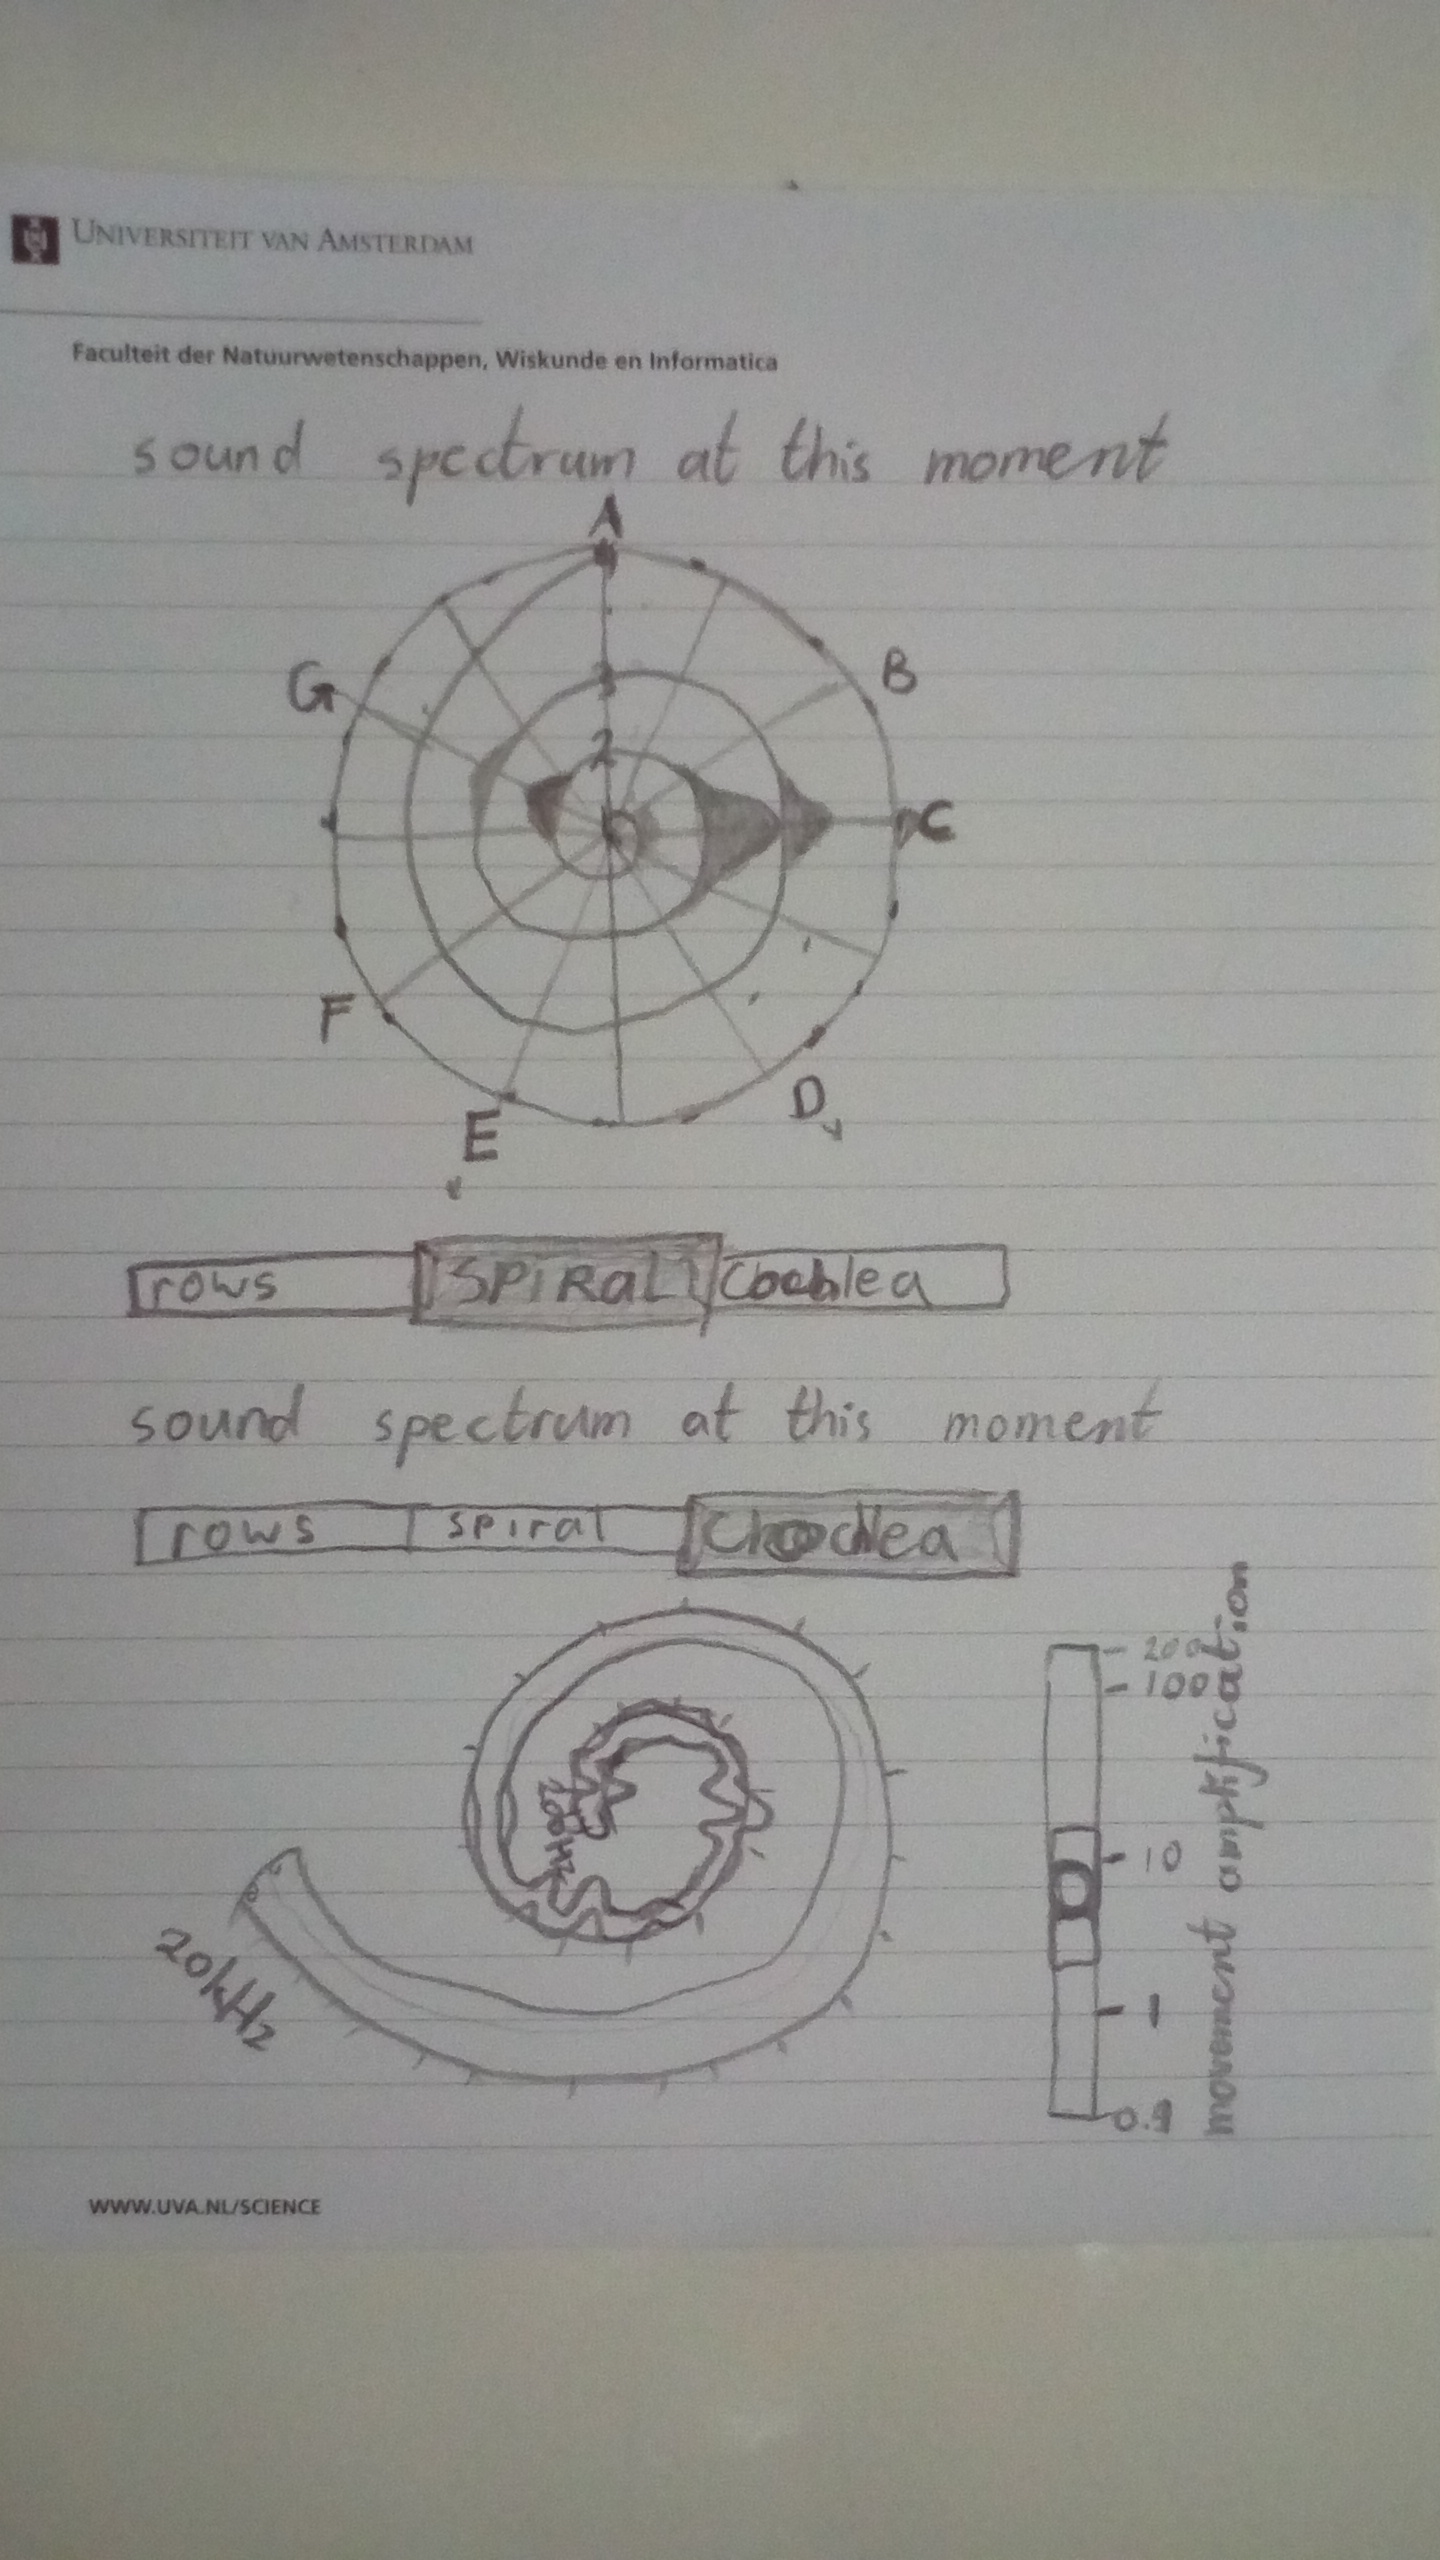 UNIVERSITEIT VAN AMSTERDAM
Faculteit der Natuurwetenschappen, Wiskunde en Informatica
sound spectrum at this moment
A
B
G
3
2
C
F
D
E
rows SPIRAL Cochlea
sound spectrum at this moment
rows spiral Cochlea
200
100
10
1
0.1
movement amplification
20kHz
WWW.UVA.NL/SCIENCE